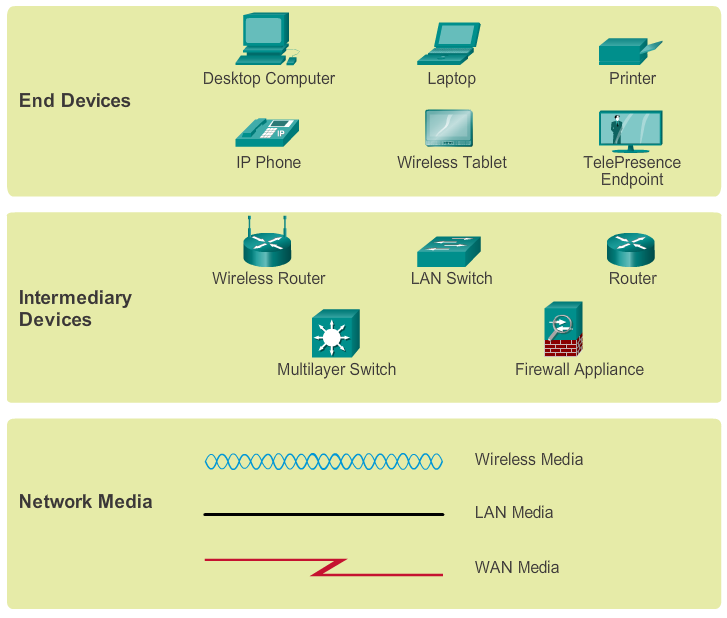 End Devices
Desktop Computer
Laptop
Printer
IP
IP Phone
Wireless Tablet
TelePresence
Endpoint
Intermediary
Devices
Wireless Router
LAN Switch
Router
Multilayer Switch
Firewall Appliance
Network Media
Wireless Media
LAN Media
WAN Media